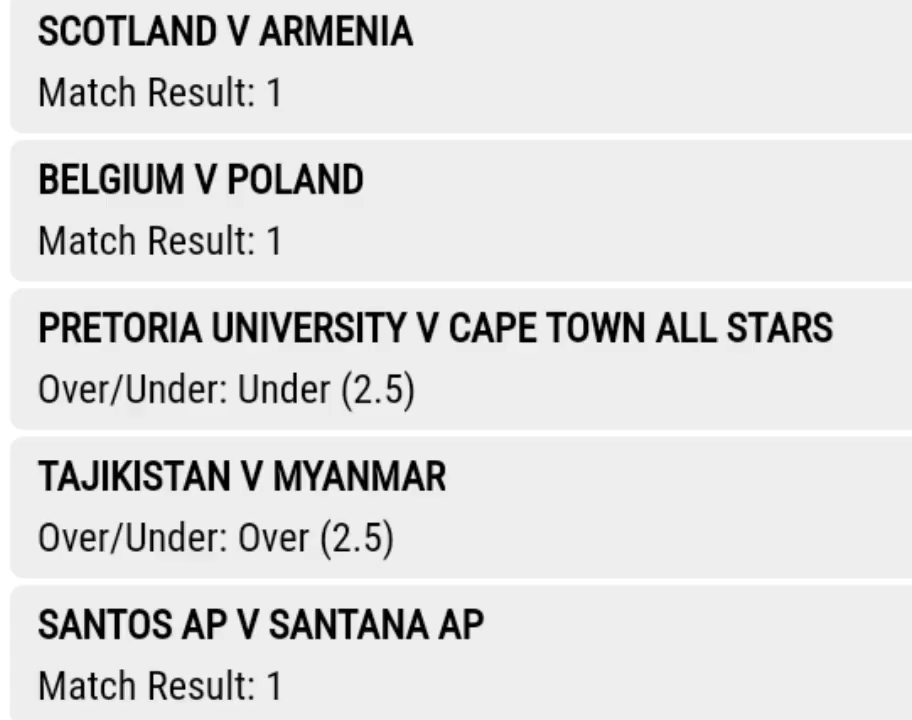 SCOTLAND V ARMENIA
Match Result: 1
BELGIUM V POLAND
Match Result: 1
PRETORIA UNIVERSITY V CAPE TOWN ALL STARS
Over/Under: Under (2.5)
TAJIKISTAN V MYANMAR
Over/Under: Over (2.5)
SANTOS AP V SANTANA AP
Match Result: 1